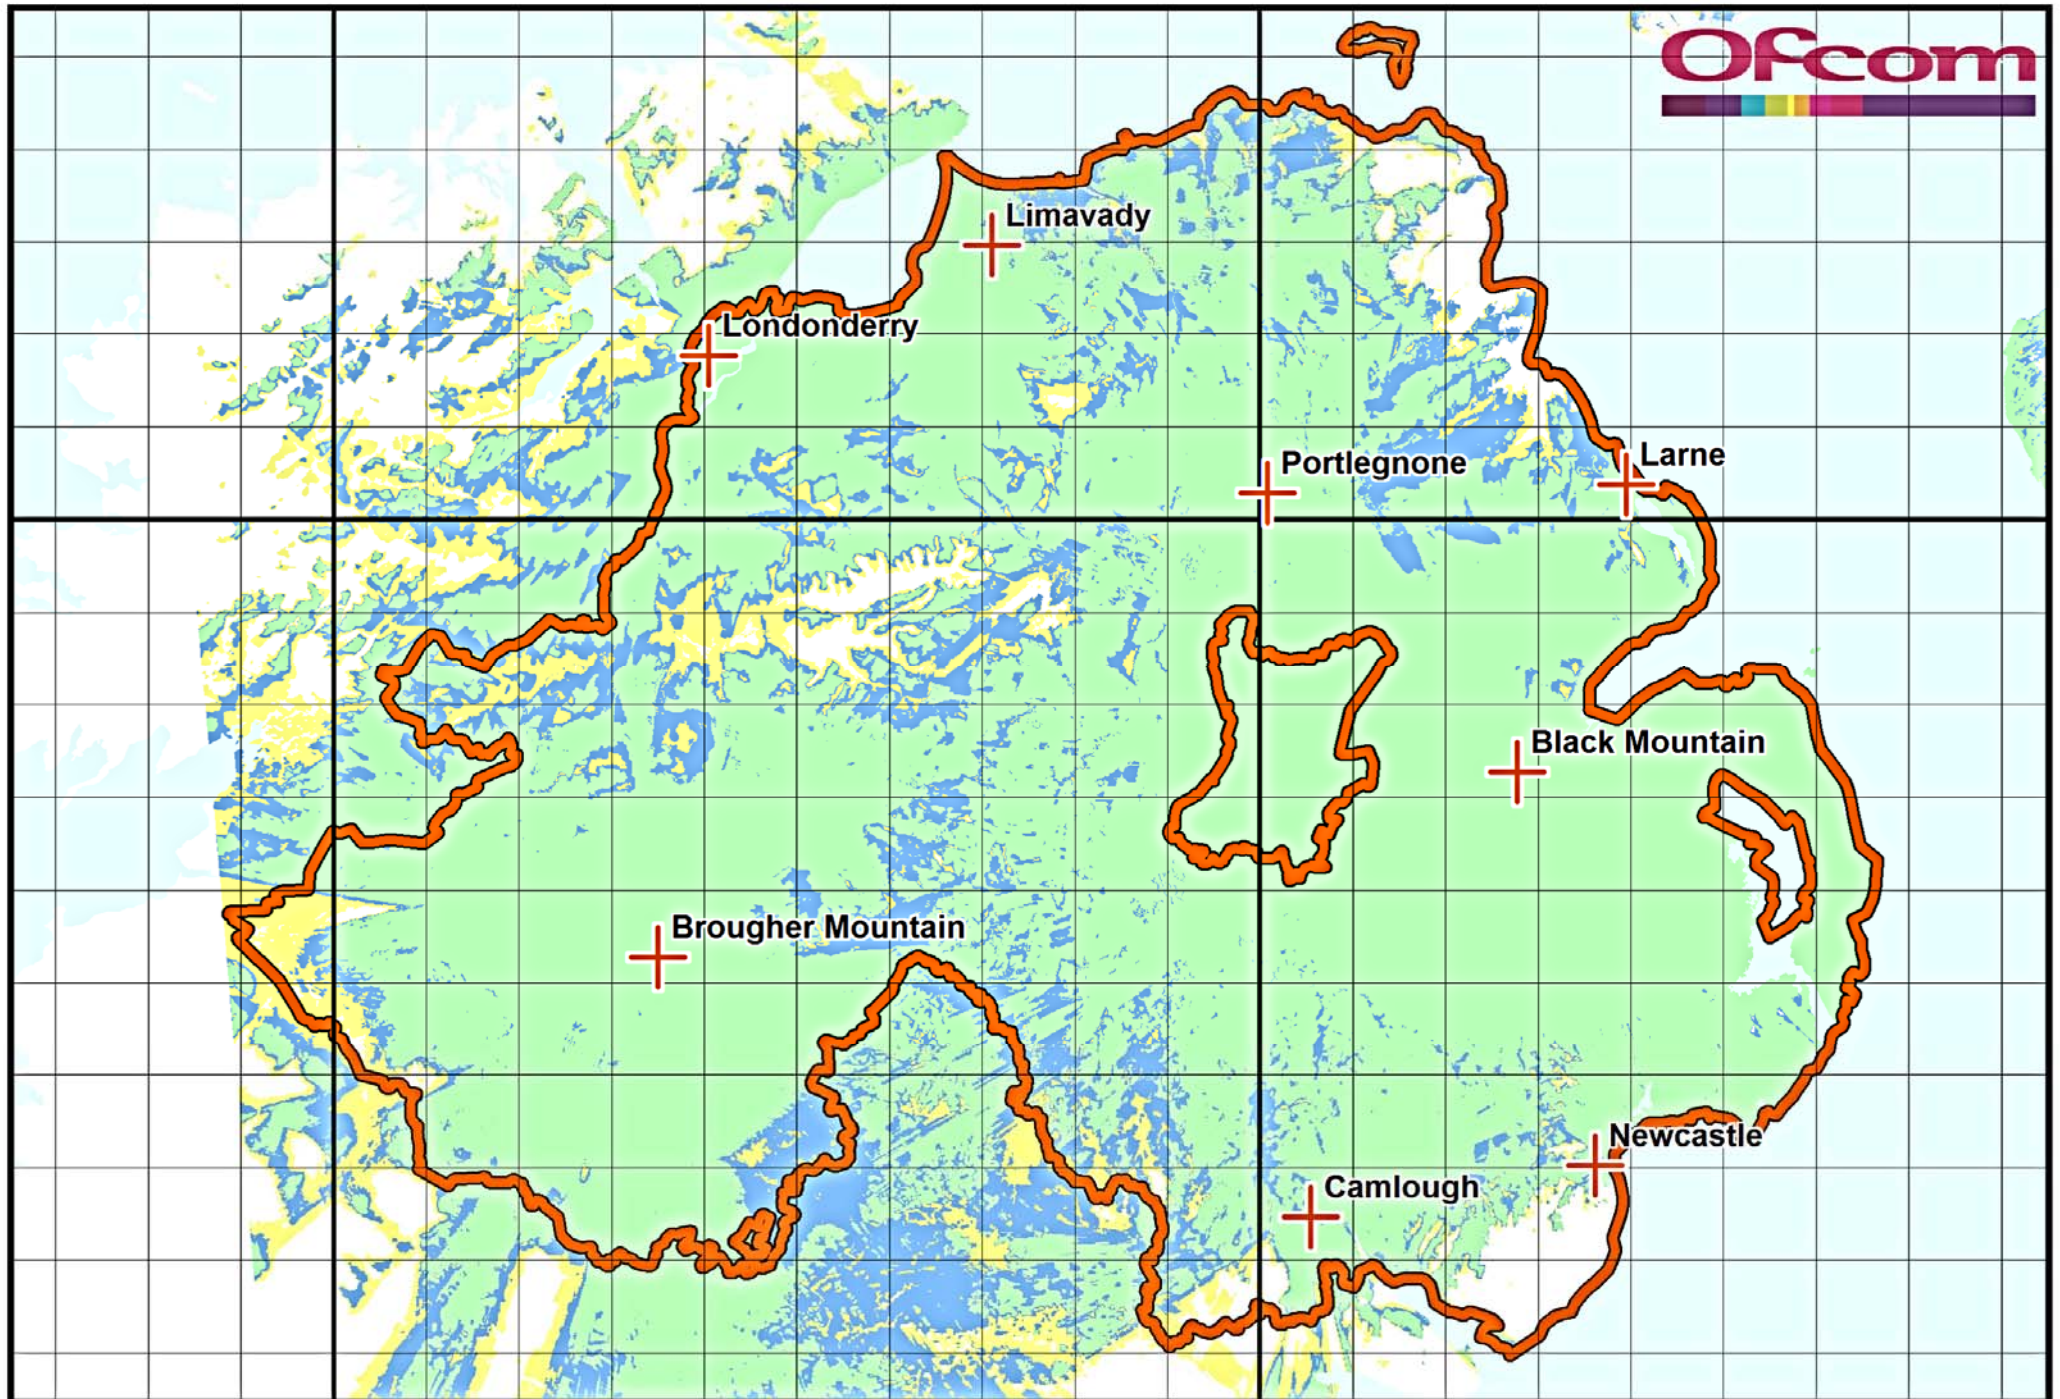 Ofcom
Limavady
Londonderry
Portlegnone
Larne
Black Mountain
Brougher Mountain
Newcastle
Camlough